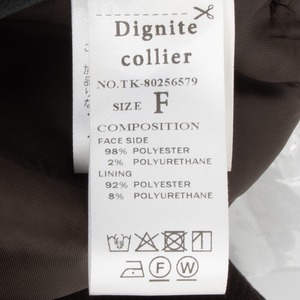 Dignite
collier
NO.TK-80256579
SIZE F
COMPOSITION
FACE SIDE
98% POLYESTER
2% POLYURETHANE
LINING
92% POLYESTER
8% POLYURETHANE
F W